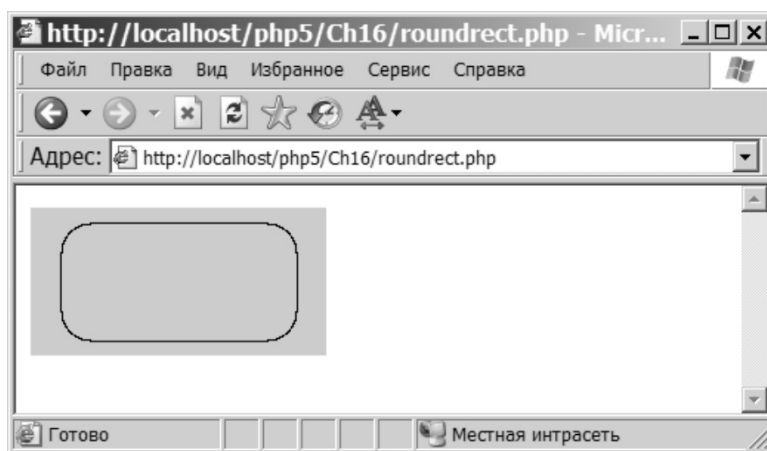 http://localhost/php5/Ch16/roundrect.php - Micr...
Файл Правка Вид Избранное Сервис Справка
Адрес: http://localhost/php5/Ch16/roundrect.php
Готово Местная интрасеть